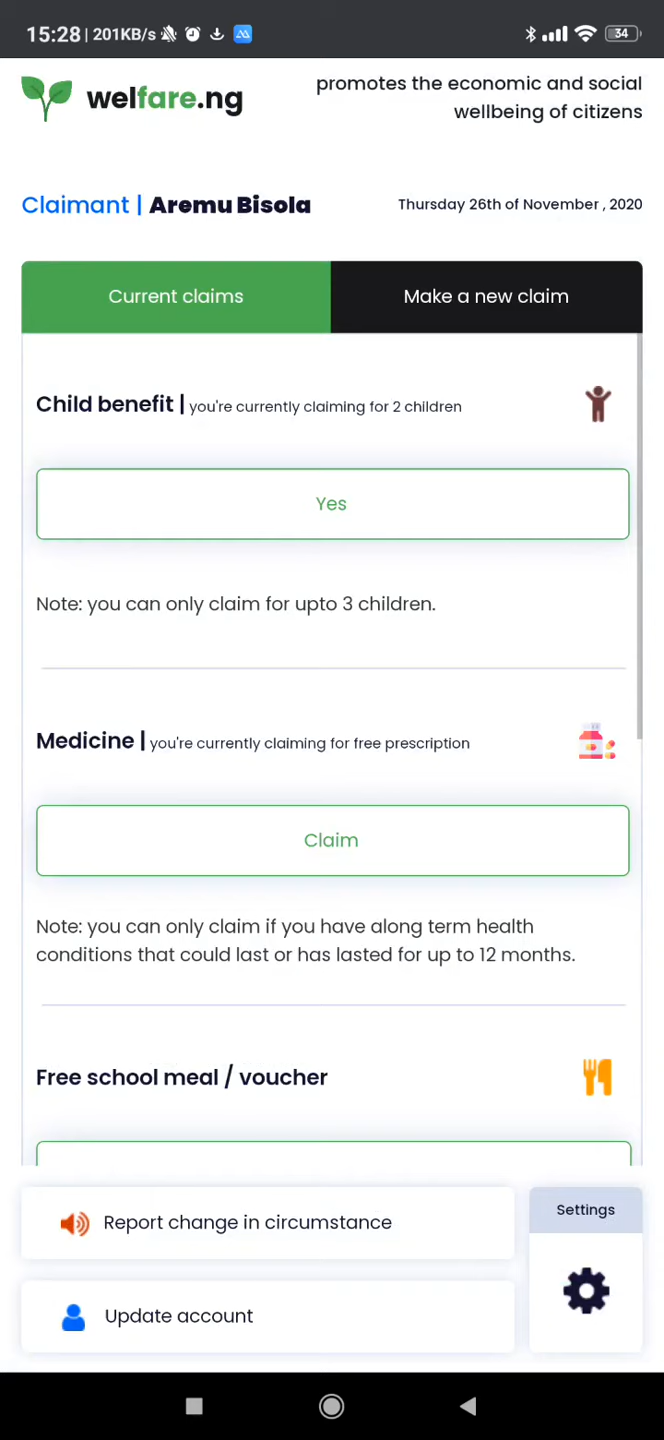 15:28 | 201KB/s
34
welfare.ng
promotes the economic and social
wellbeing of citizens
Claimant | Aremu Bisola
Thursday 26th of November , 2020
Current claims
Make a new claim
Child benefit | you're currently claiming for 2 children
Yes
Note: you can only claim for upto 3 children.
Medicine | you're currently claiming for free prescription
Claim
Note: you can only claim if you have along term health
conditions that could last or has lasted for up to 12 months.
Free school meal / voucher
Report change in circumstance
Settings
Update account